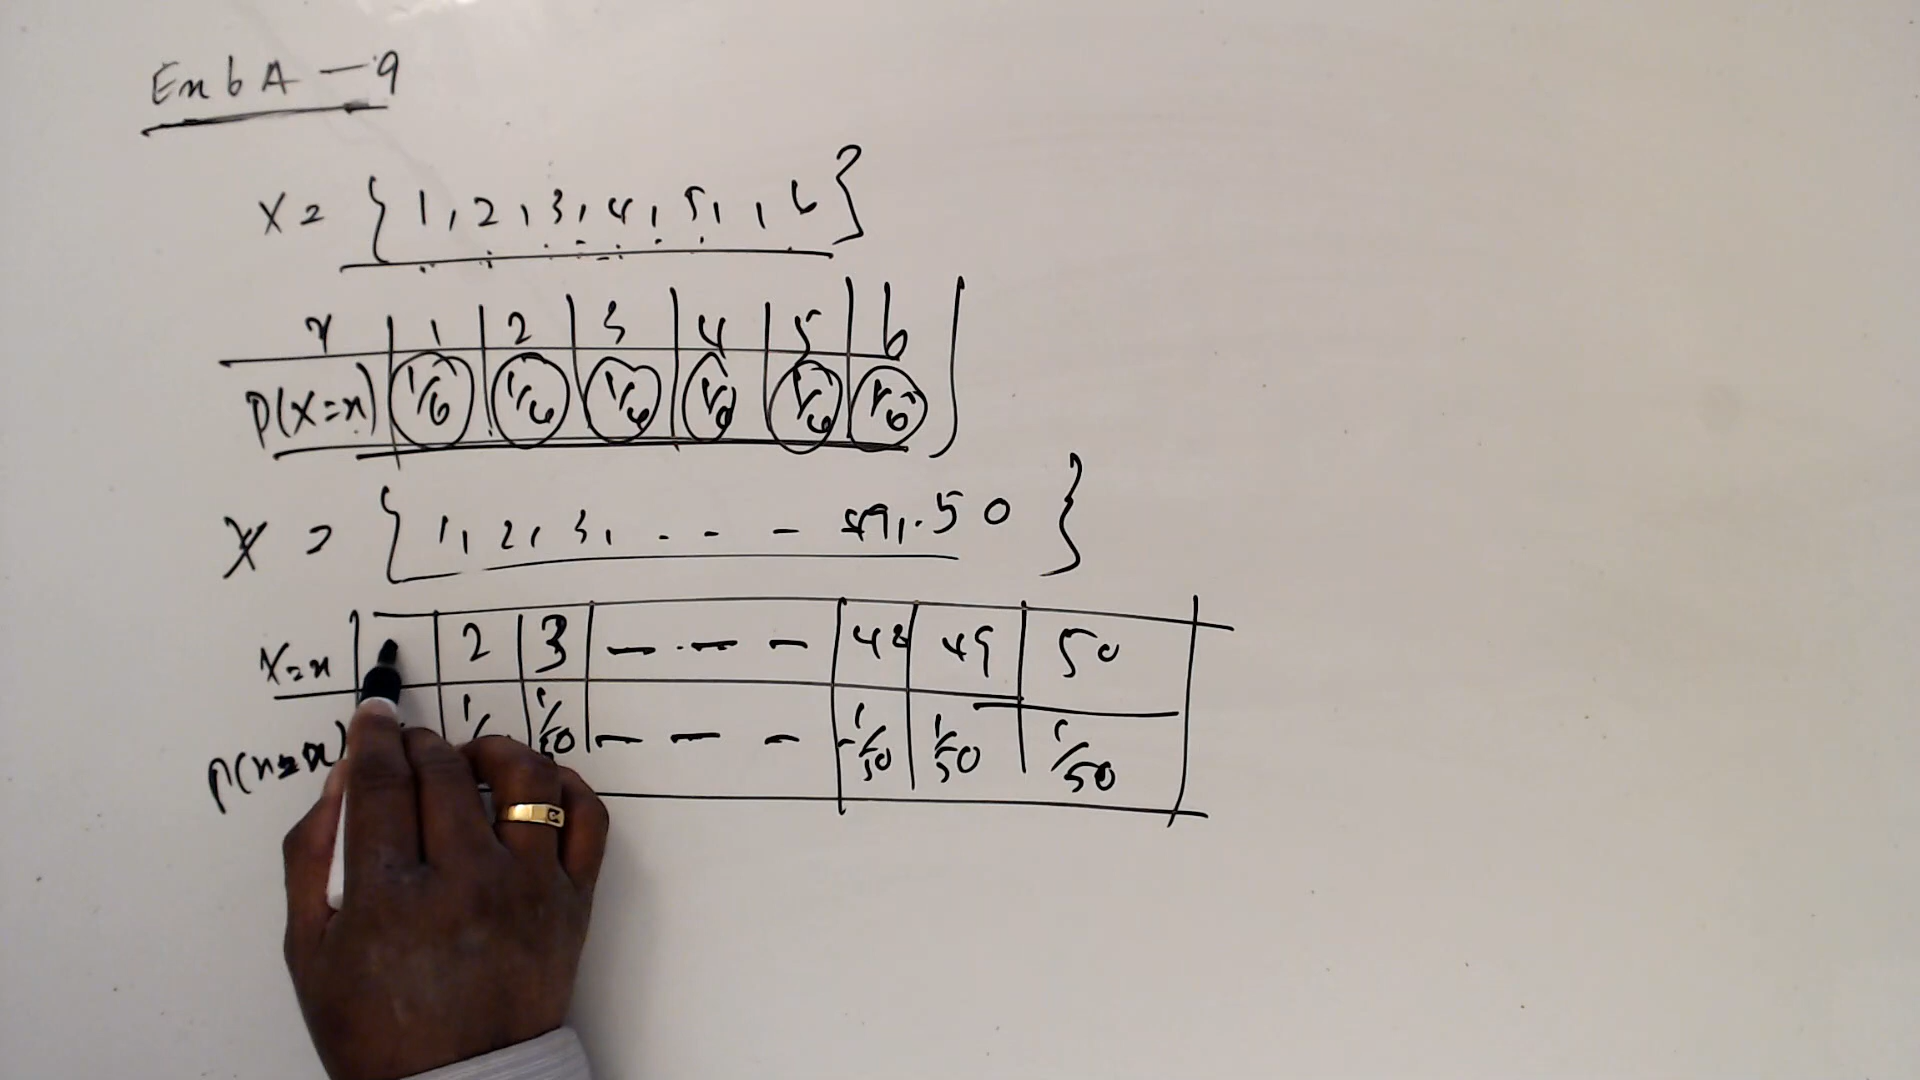 Ex 6 A — 9
X = { 1, 2, 3, 4, 5, , 6 }
x 1 2 3 4 5 6
P(X=x) 1/6 1/6 1/6 1/6 1/6 1/6
X = { 1, 2, 3, . - - 49, 50 }
X=x 2 3 — . — — 48 49 50
P(x=x) 1/50 — — — 1/50 1/50 1/50